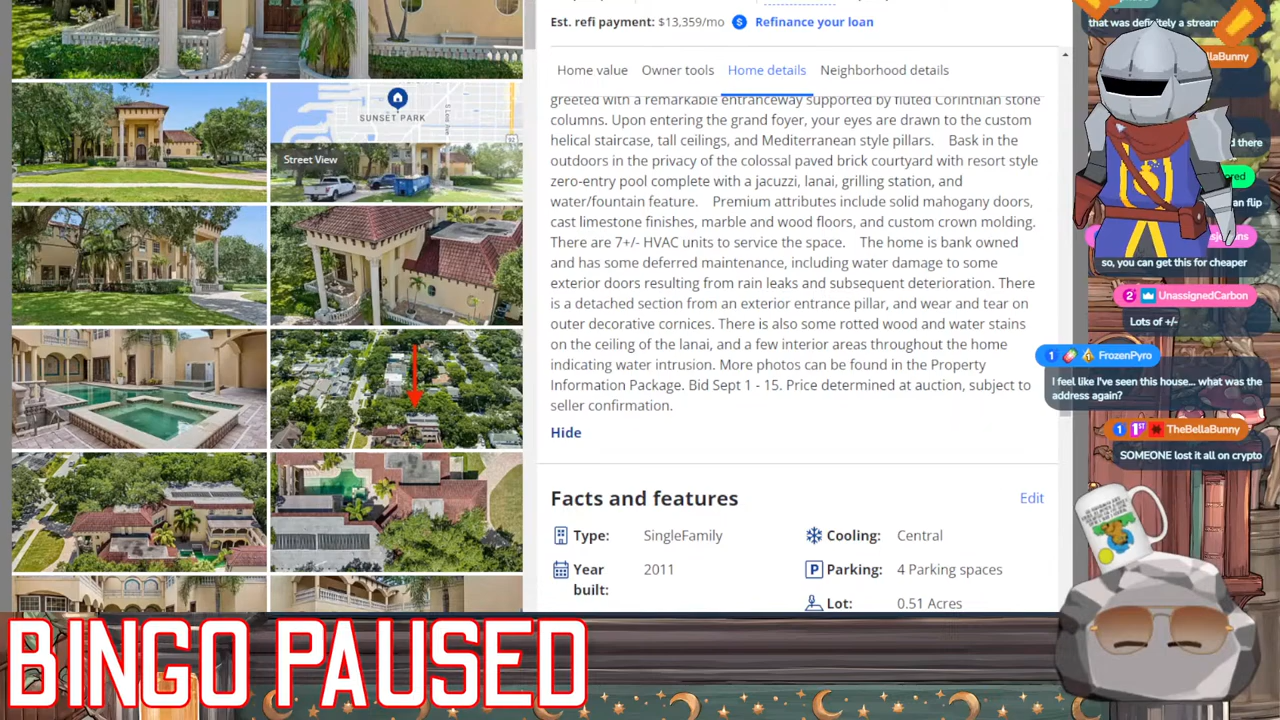 Est. refi payment: $13,359/mo
Refinance your loan
Home value
Owner tools
Home details
Neighborhood details
SUNSET PARK
Street View
greeted with a remarkable entranceway supported by fluted Corinthian stone
columns. Upon entering the grand foyer, your eyes are drawn to the custom
helical staircase, tall ceilings, and Mediterranean style pillars. Bask in the
outdoors in the privacy of the colossal paved brick courtyard with resort style
zero-entry pool complete with a jacuzzi, lanai, grilling station, and
water/fountain feature. Premium attributes include solid mahogany doors,
cast limestone finishes, marble and wood floors, and custom crown molding.
There are 7+/- HVAC units to service the space. The home is bank owned
and has some deferred maintenance, including water damage to some
exterior doors resulting from rain leaks and subsequent deterioration. There
is a detached section from an exterior entrance pillar, and wear and tear on
outer decorative cornices. There is also some rotted wood and water stains
on the ceiling of the lanai, and a few interior areas throughout the home
indicating water intrusion. More photos can be found in the Property
Information Package. Bid Sept 1 - 15. Price determined at auction, subject to
seller confirmation.
Hide
Facts and features
Edit
Type:
SingleFamily
Cooling:
Central
Year
built:
2011
P
Parking:
4 Parking spaces
Lot:
0.51 Acres
that was definitely a stream
BellaBunny
d there
ored
an flip
so, you can get this for cheaper
2 UnassignedCarbon
Lots of +/-
1 FrozenPyro
I feel like I've seen this house... what was the
address again?
1 1ST TheBellaBunny
SOMEONE lost it all on crypto
BINGO PAUSED